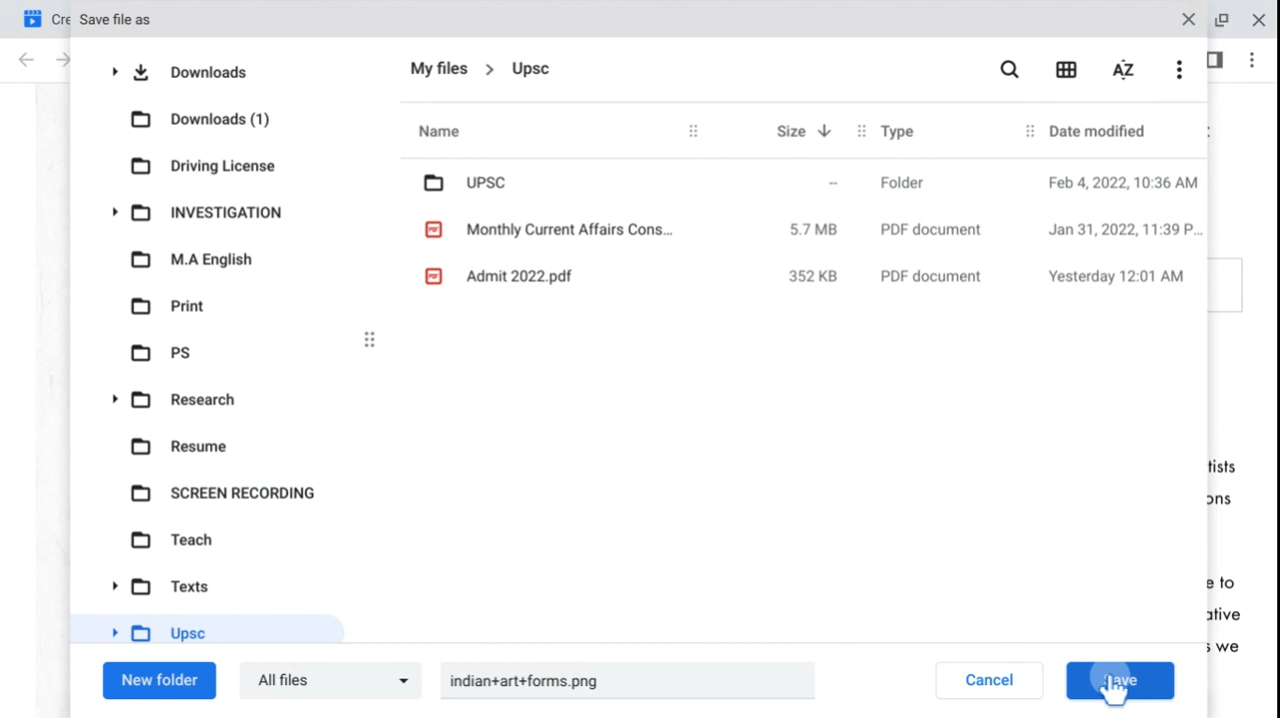 Cre
Save file as
Downloads
Downloads (1)
Driving License
INVESTIGATION
M.A English
Print
PS
Research
Resume
SCREEN RECORDING
Teach
Texts
Upsc
My files > Upsc
AZ
Name Size Type Date modified
UPSC -- Folder Feb 4, 2022, 10:36 AM
Monthly Current Affairs Cons... 5.7 MB PDF document Jan 31, 2022, 11:39 P...
Admit 2022.pdf 352 KB PDF document Yesterday 12:01 AM
tists
ons
e to
ative
s we
New folder All files indian+art+forms.png Cancel Save